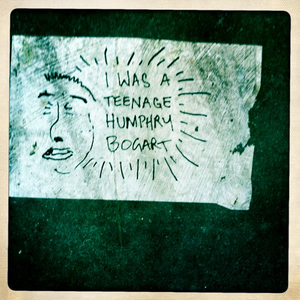 I WAS A
TEENAGE
HUMPHRY
BOGART